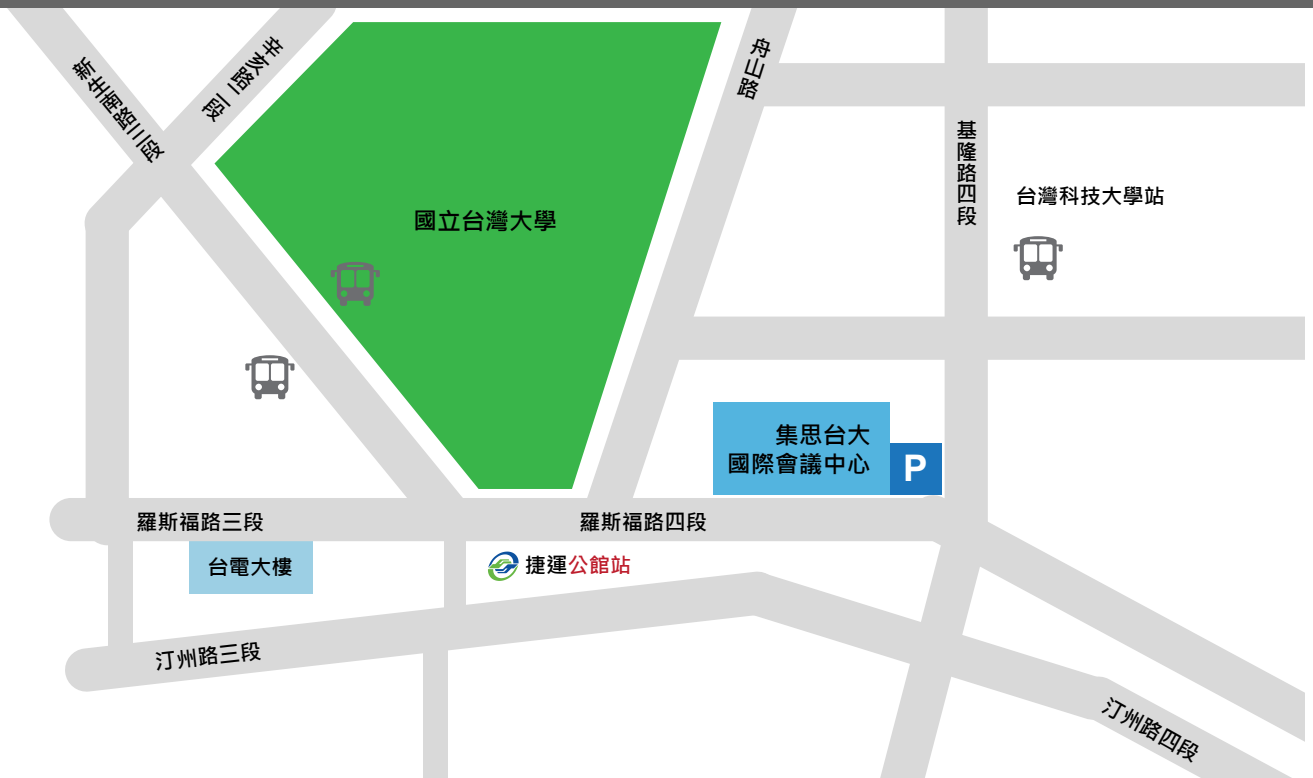 新生南路三段
辛亥路二段
舟山路
基隆路四段
台灣科技大學站
國立台灣大學
集思台大
國際會議中心
P
羅斯福路三段
羅斯福路四段
台電大樓
捷運公館站
汀州路三段
汀州路四段